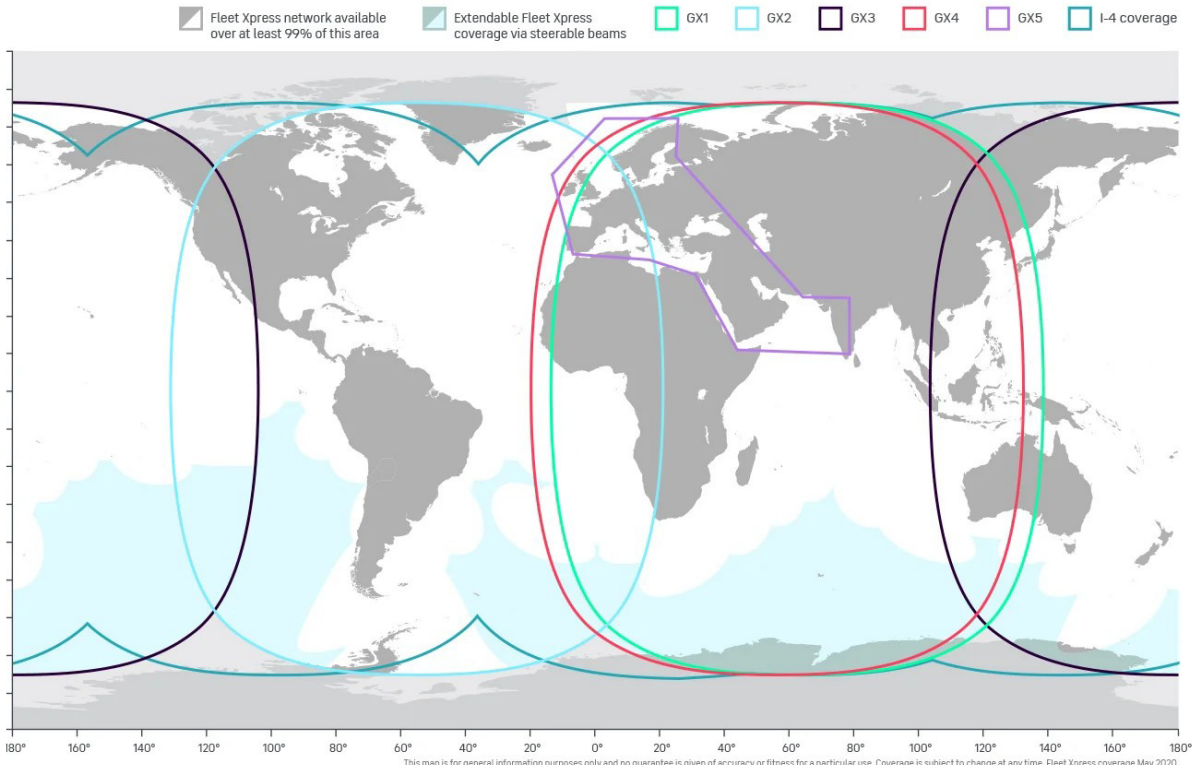 Fleet Xpress network available
over at least 99% of this area
Extendable Fleet Xpress
coverage via steerable beams
GX1
GX2
GX3
GX4
GX5
I-4 coverage
180° 160° 140° 120° 100° 80° 60° 40° 20° 0° 20° 40° 60° 80° 100° 120° 140° 160° 180°
This map is for general information purposes only and no guarantee is given of accuracy or fitness for a particular use. Coverage is subject to change at any time. Fleet Xpress coverage May 2020.